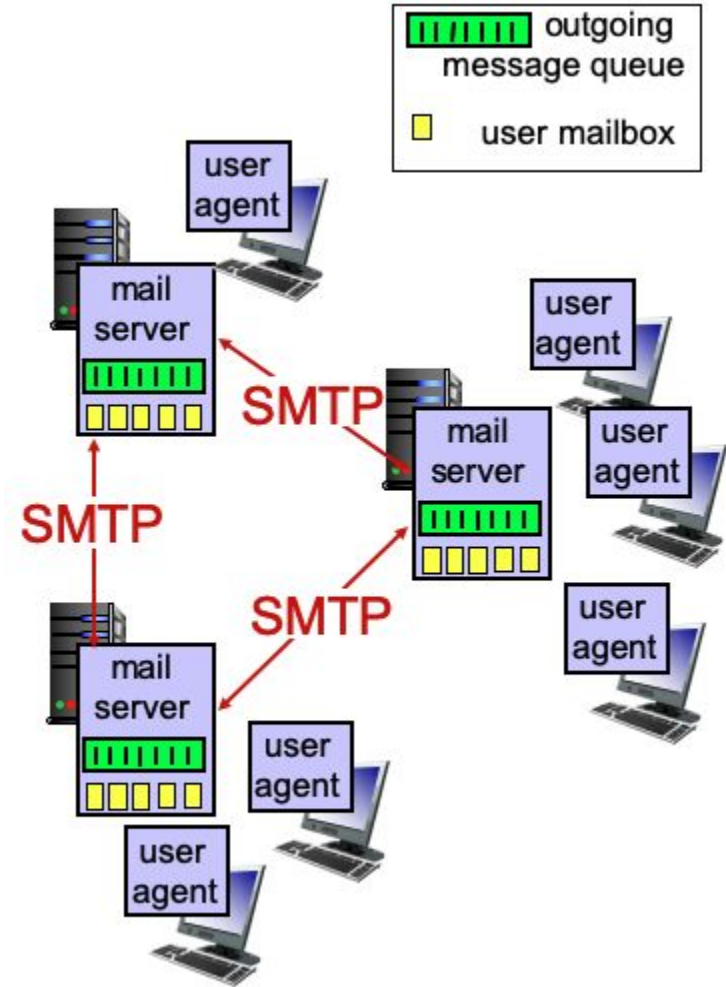 outgoing
message queue
user mailbox
user
agent
mail
server
SMTP
user
agent
mail
server
user
agent
SMTP
SMTP
user
agent
mail
server
user
agent
user
agent